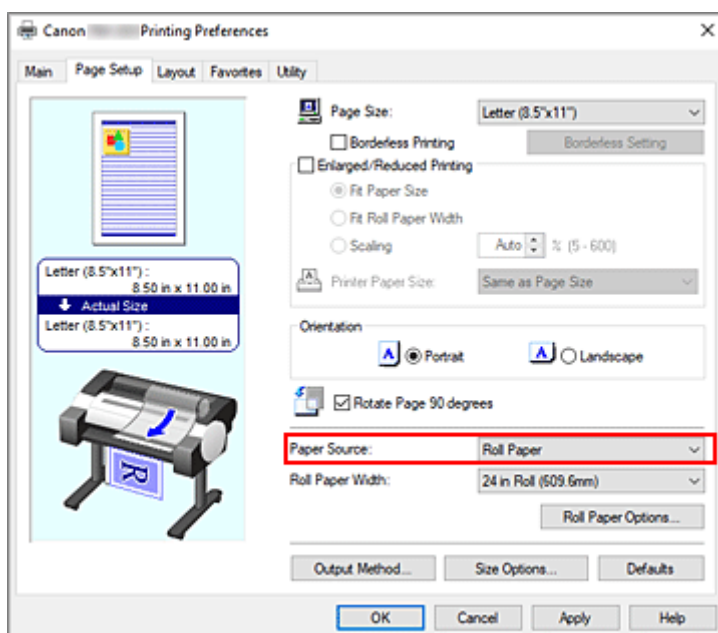 Canon Printing Preferences
Main Page Setup Layout Favorites Utility
Page Size: Letter (8.5"x11")
Borderless Printing Borderless Setting
Enlarged/Reduced Printing
Fit Paper Size
Fit Roll Paper Width
Scaling Auto % (5 - 600)
Printer Paper Size: Same as Page Size
Letter (8.5"x11") :
8.50 in x 11.00 in
Actual Size
Letter (8.5"x11") :
8.50 in x 11.00 in
Orientation
A Portrait A Landscape
Rotate Page 90 degrees
Paper Source: Roll Paper
Roll Paper Width: 24 in Roll (609.6mm)
Roll Paper Options...
R
Output Method... Size Options... Defaults
OK Cancel Apply Help